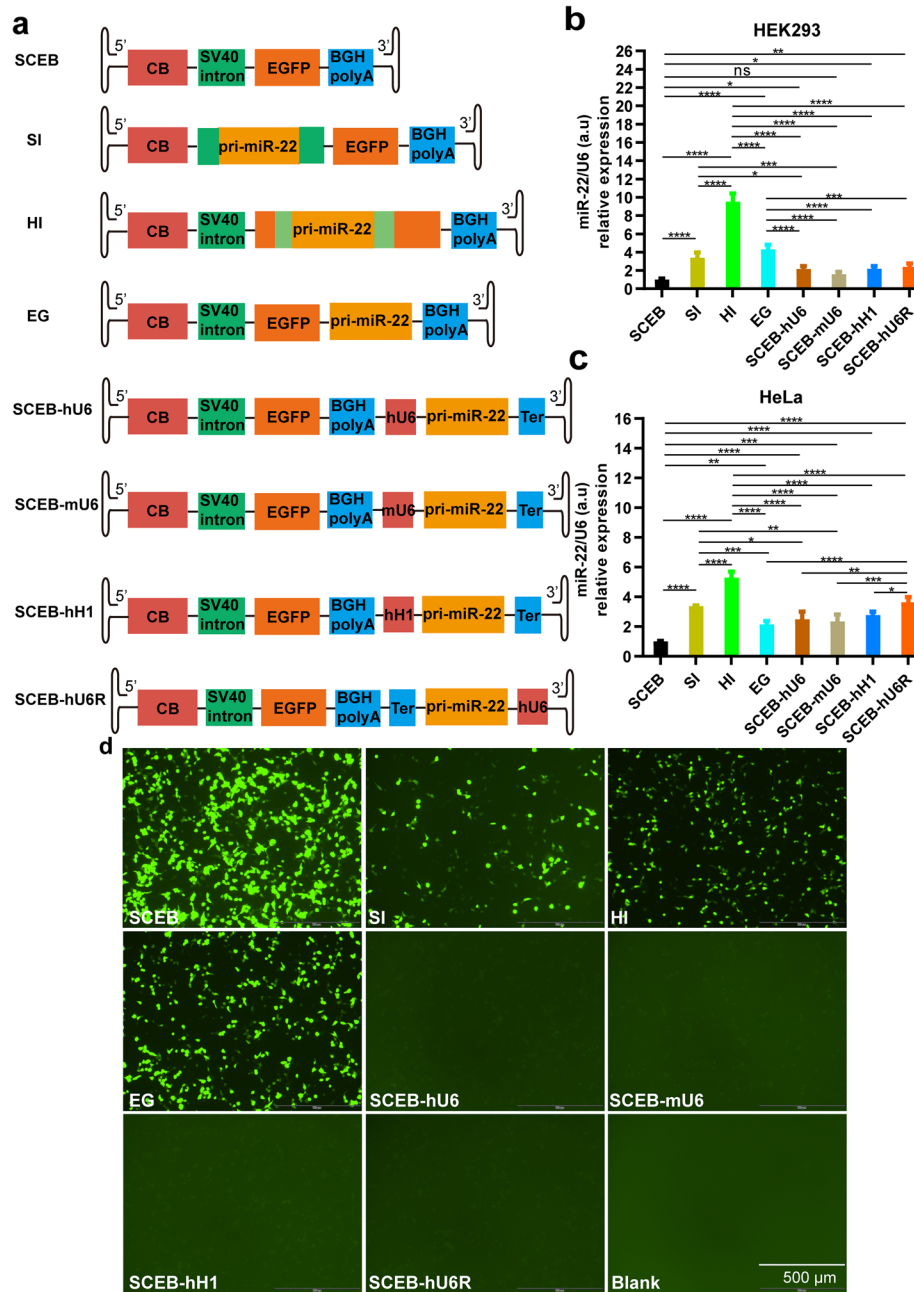 a
SCEB
5'
3'
CB
SV40
intron
EGFP
BGH
polyA
SI
5'
3'
CB
pri-miR-22
EGFP
BGH
polyA
HI
5'
3'
CB
SV40
intron
pri-miR-22
BGH
polyA
EG
5'
3'
CB
SV40
intron
EGFP
pri-miR-22
BGH
polyA
SCEB-hU6
5'
3'
CB
SV40
intron
EGFP
BGH
polyA
hU6
pri-miR-22
Ter
SCEB-mU6
5'
3'
CB
SV40
intron
EGFP
BGH
polyA
mU6
pri-miR-22
Ter
SCEB-hH1
5'
3'
CB
SV40
intron
EGFP
BGH
polyA
hH1
pri-miR-22
Ter
SCEB-hU6R
5'
3'
CB
SV40
intron
EGFP
BGH
polyA
Ter
pri-miR-22
hU6
b
HEK293
miR-22/U6 (a.u)
relative expression
26
24
22
20
18
16
14
12
10
8
6
4
2
0
**
*
ns
*
****
****
****
****
****
****
****
***
*
****
***
****
****
****
****
SCEB
SI
HI
EG
SCEB-hU6
SCEB-mU6
SCEB-hH1
SCEB-hU6R
c
HeLa
miR-22/U6 (a.u)
relative expression
16
14
12
10
8
6
4
2
0
****
****
***
****
**
****
****
****
****
****
****
**
*
***
****
****
**
***
*
****
SCEB
SI
HI
EG
SCEB-hU6
SCEB-mU6
SCEB-hH1
SCEB-hU6R
d
SCEB
SI
HI
EG
SCEB-hU6
SCEB-mU6
SCEB-hH1
SCEB-hU6R
Blank
500 µm